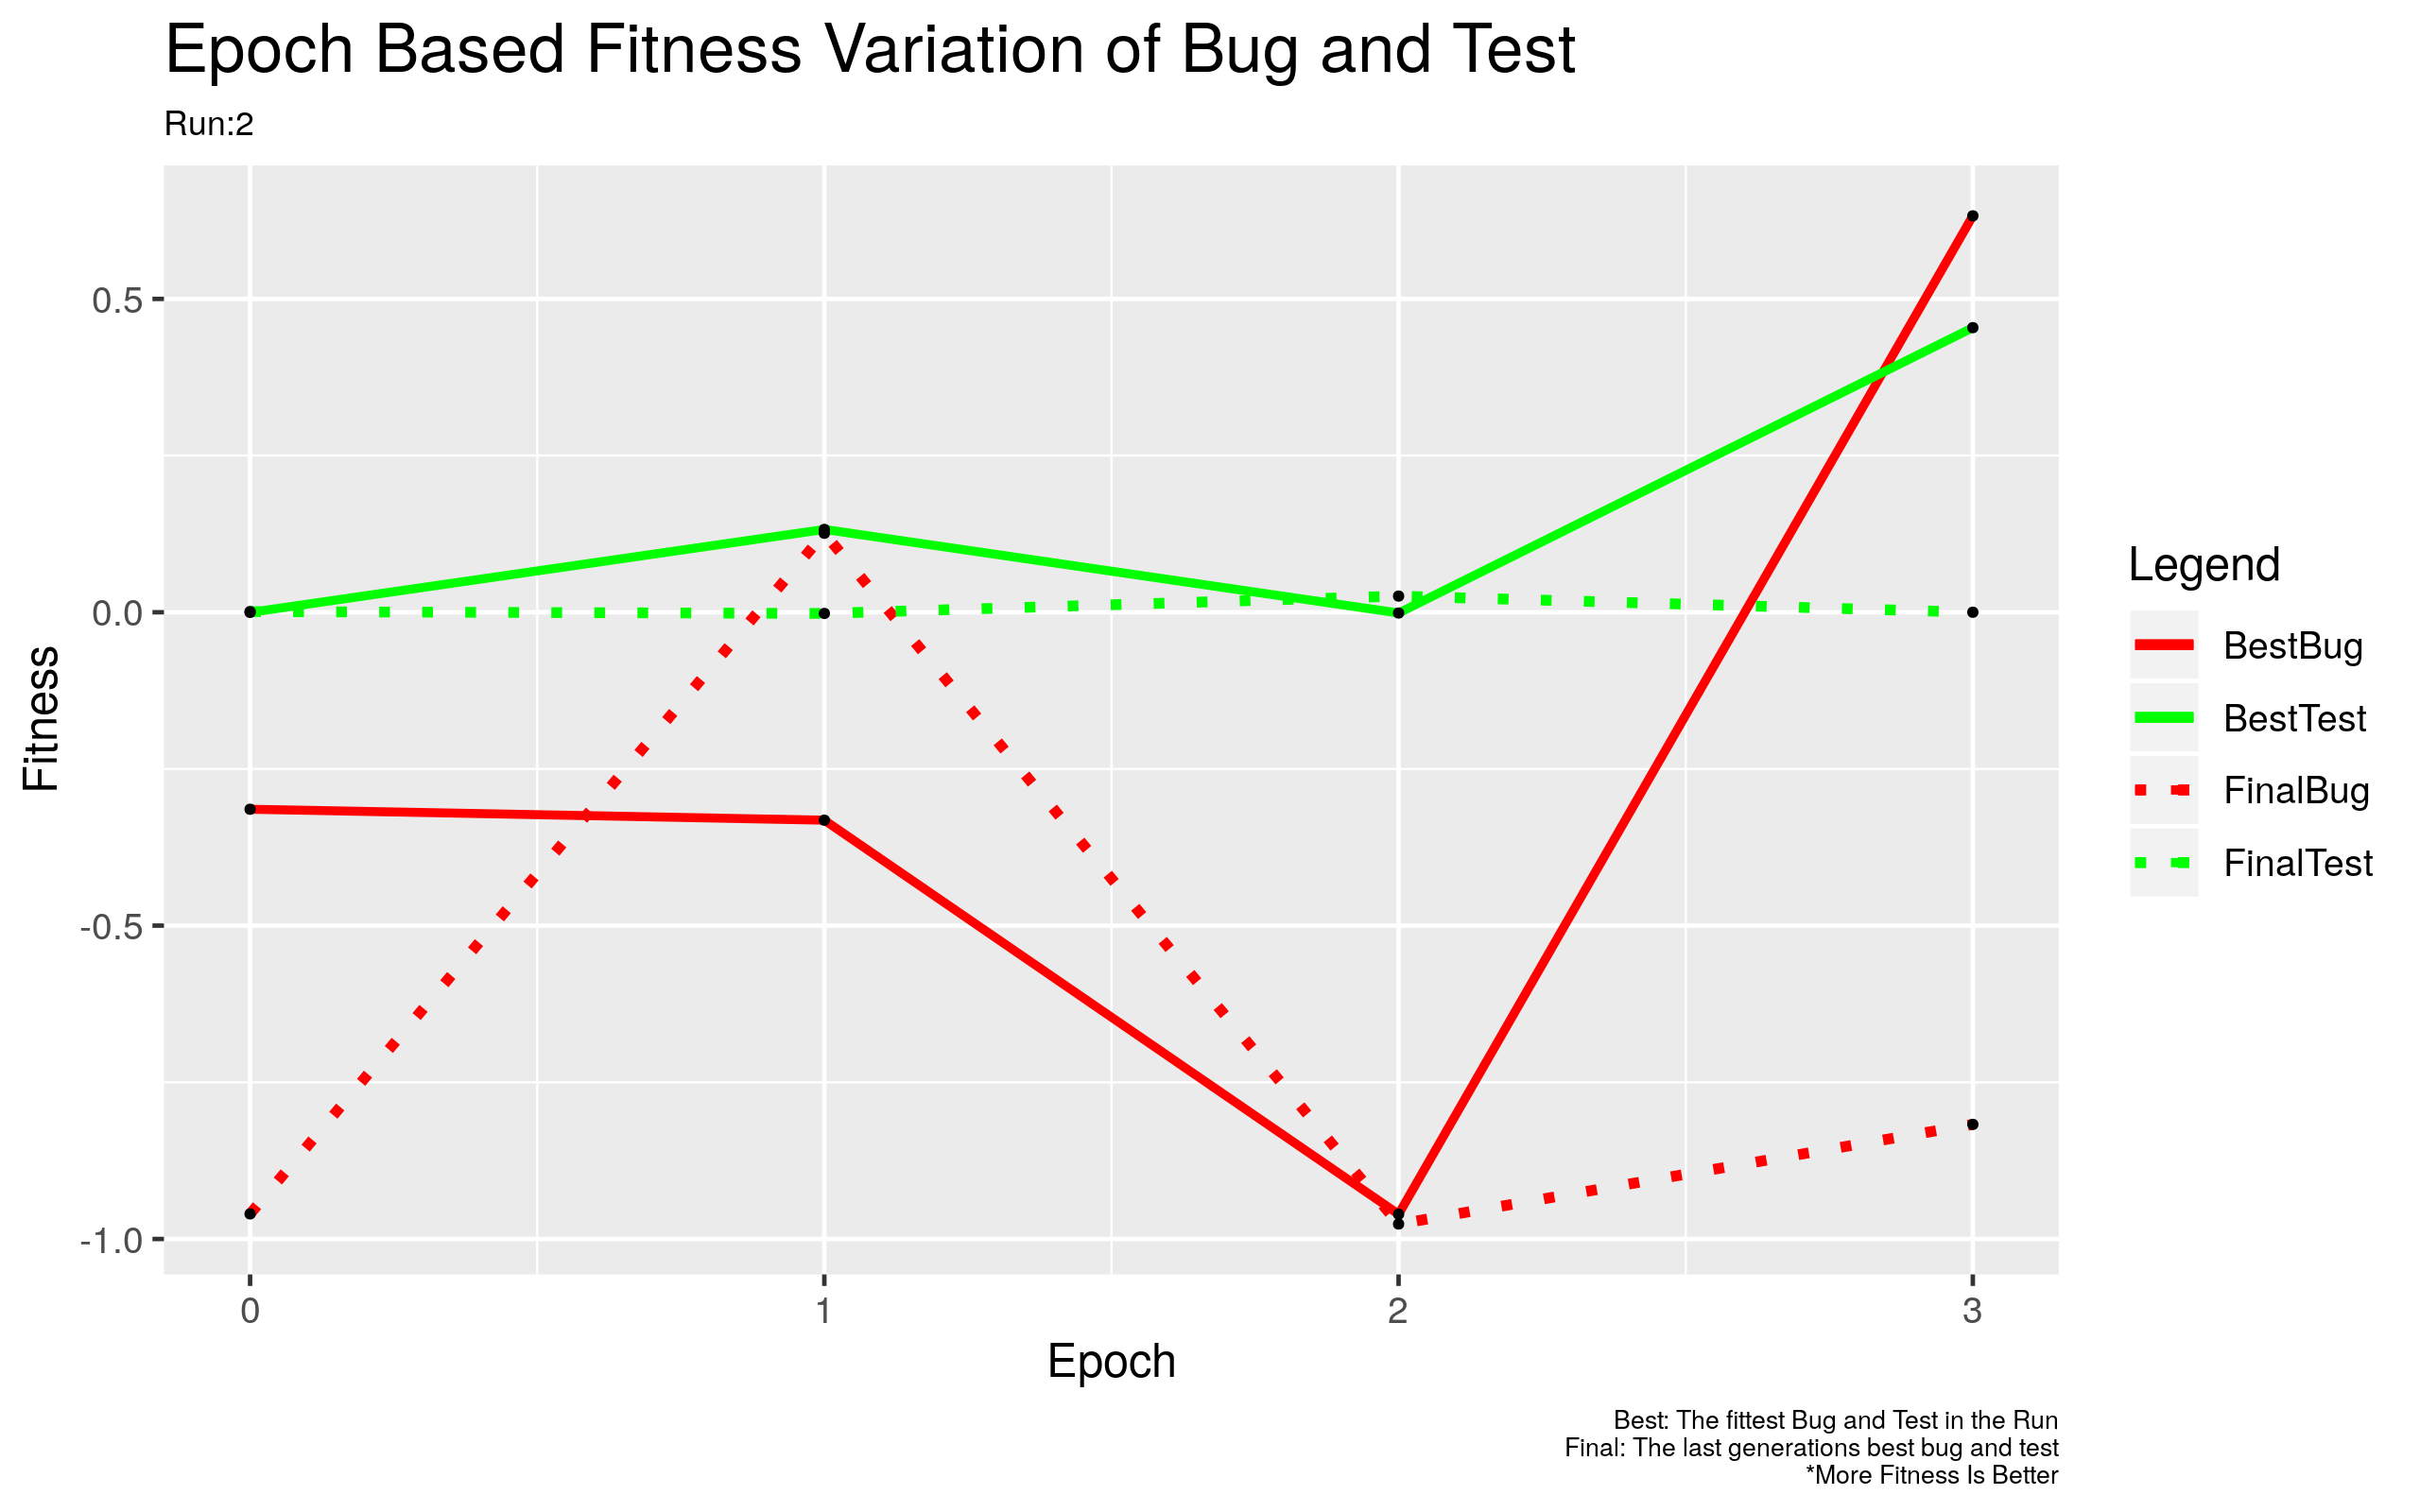 Epoch Based Fitness Variation of Bug and Test
Run:2
0.5
0.0
-0.5
-1.0
Fitness
0
1
2
3
Epoch
Legend
BestBug
BestTest
FinalBug
FinalTest
Best: The fittest Bug and Test in the Run
Final: The last generations best bug and test
*More Fitness Is Better